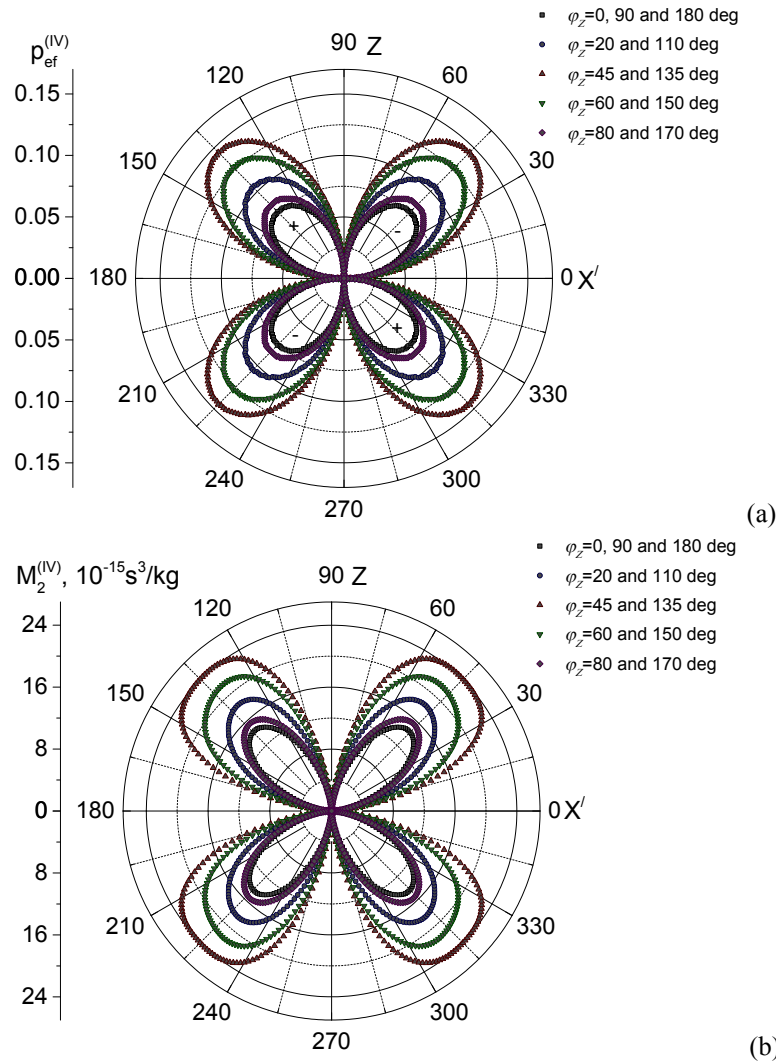 p_ef^(IV)
90 Z
φ_Z=0, 90 and 180 deg
φ_Z=20 and 110 deg
φ_Z=45 and 135 deg
φ_Z=60 and 150 deg
φ_Z=80 and 170 deg
120
60
0.15
150
30
0.10
0.05
+
-
0.00
180
0 X/
0.05
-
+
210
330
0.10
240
300
0.15
270
(a)
M_2^(IV), 10^-15 s^3/kg
90 Z
φ_Z=0, 90 and 180 deg
φ_Z=20 and 110 deg
φ_Z=45 and 135 deg
φ_Z=60 and 150 deg
φ_Z=80 and 170 deg
120
60
24
150
30
16
8
0
180
0 X/
8
210
330
16
24
240
300
270
(b)